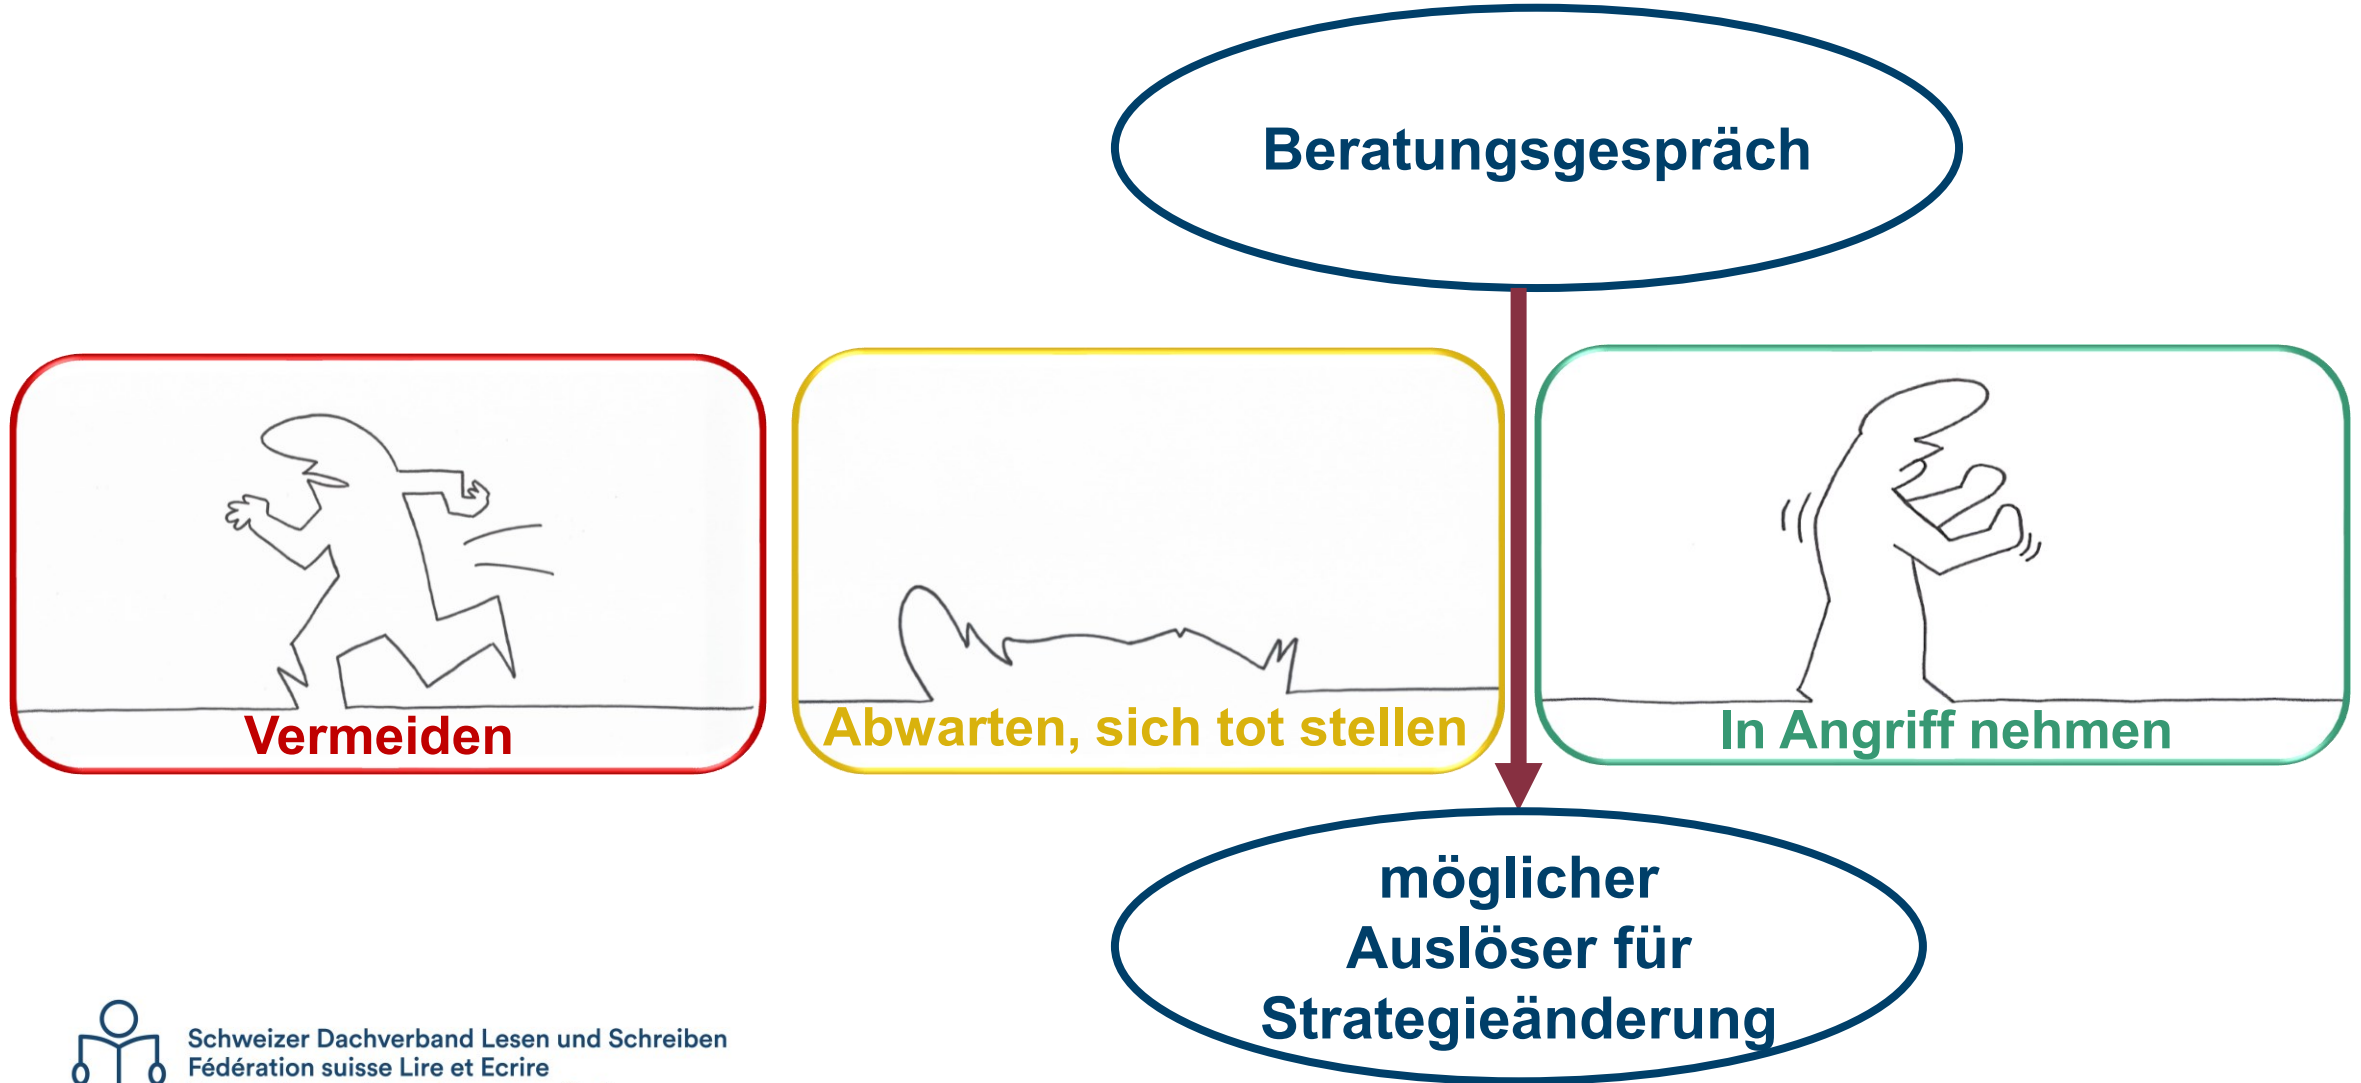 Beratungsgespräch
Vermeiden
Abwarten, sich tot stellen
In Angriff nehmen
möglicher
Auslöser für
Strategieänderung
Schweizer Dachverband Lesen und Schreiben
Fédération suisse Lire et Ecrire